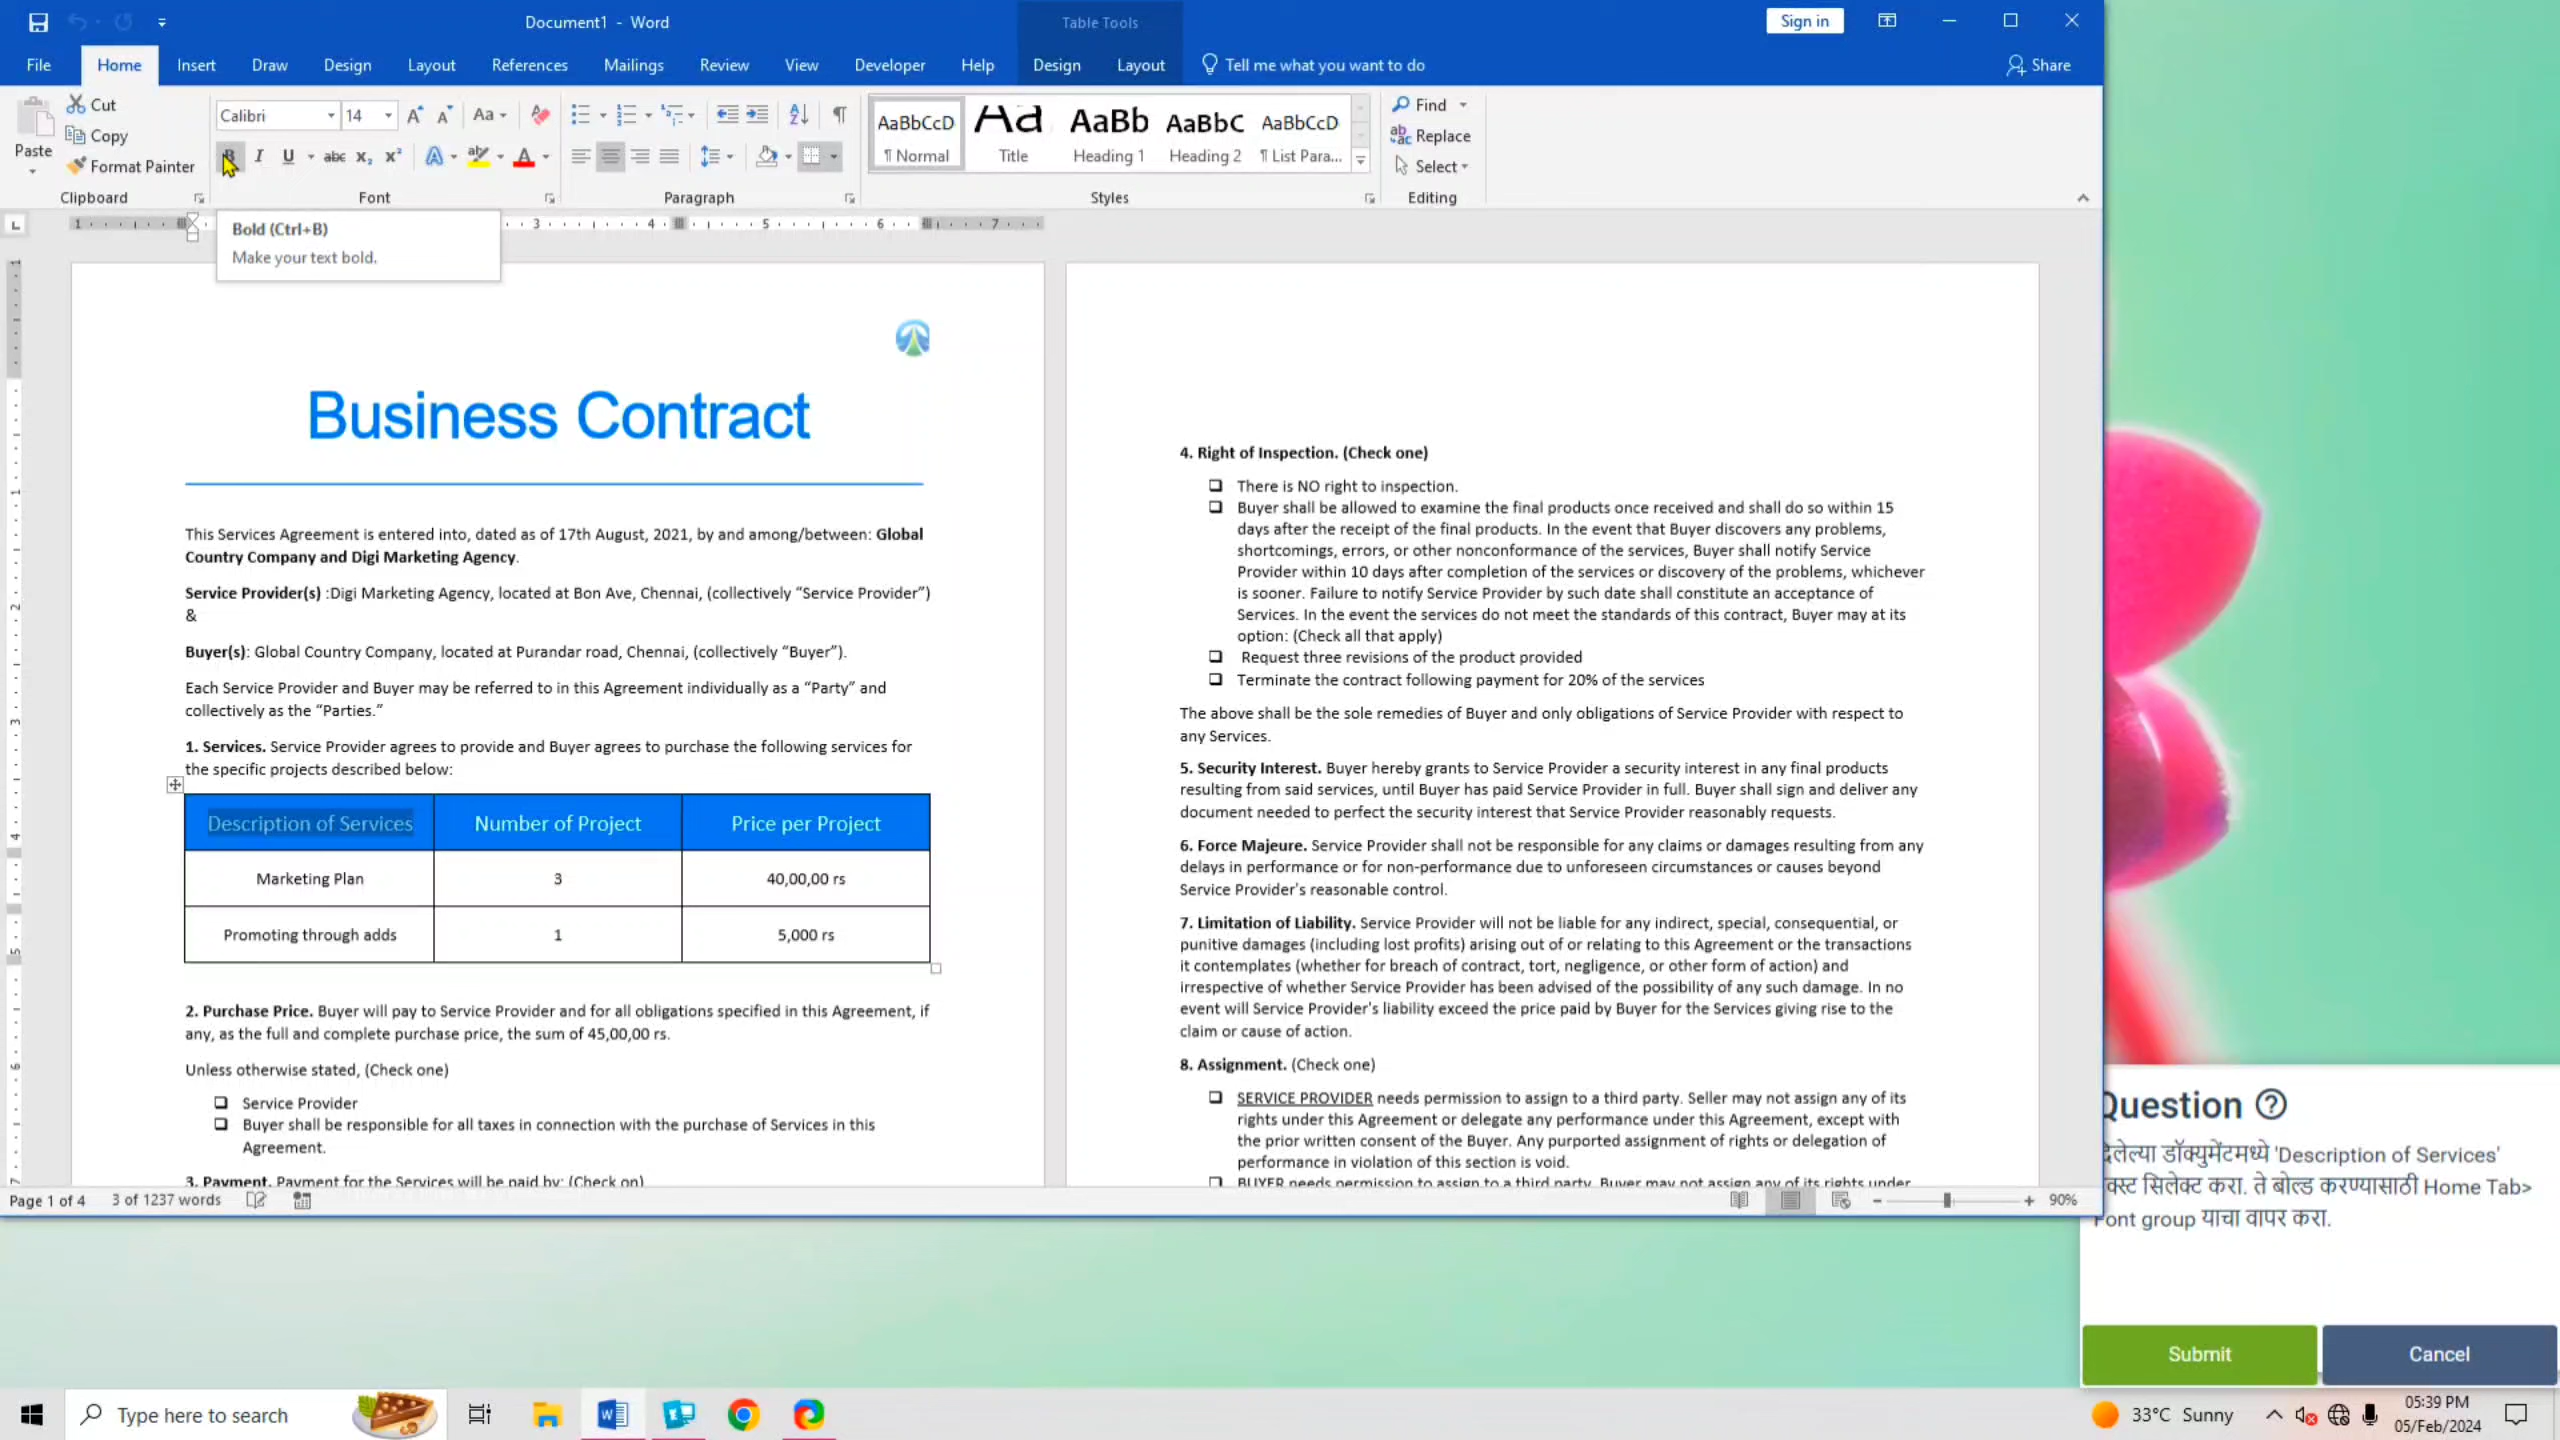 Document1 - Word
Table Tools
Sign in
File
Home
Insert
Draw
Design
Layout
References
Mailings
Review
View
Developer
Help
Design
Layout
Tell me what you want to do
Share
Paste
Cut
Copy
Format Painter
Clipboard
Calibri
14
Font
Paragraph
AaBbCcD
¶ Normal
Title
AaBb
Heading 1
AaBbC
Heading 2
AaBbCcD
¶ List Para...
Styles
Find
Replace
Select
Editing
Bold (Ctrl+B)
Make your text bold.
Business Contract
This Services Agreement is entered into, dated as of 17th August, 2021, by and among/between: Global
Country Company and Digi Marketing Agency.
Service Provider(s) :Digi Marketing Agency, located at Bon Ave, Chennai, (collectively “Service Provider”)
&
Buyer(s): Global Country Company, located at Purandar road, Chennai, (collectively “Buyer”).
Each Service Provider and Buyer may be referred to in this Agreement individually as a “Party” and
collectively as the “Parties.”
1. Services. Service Provider agrees to provide and Buyer agrees to purchase the following services for
the specific projects described below:
Description of Services Number of Project Price per Project
Marketing Plan 3 40,00,00 rs
Promoting through adds 1 5,000 rs
2. Purchase Price. Buyer will pay to Service Provider and for all obligations specified in this Agreement, if
any, as the full and complete purchase price, the sum of 45,00,00 rs.
Unless otherwise stated, (Check one)
❑ Service Provider
❑ Buyer shall be responsible for all taxes in connection with the purchase of Services in this
Agreement.
3. Payment. Payment for the Services will be paid by: (Check on)
4. Right of Inspection. (Check one)
❑ There is NO right to inspection.
❑ Buyer shall be allowed to examine the final products once received and shall do so within 15
days after the receipt of the final products. In the event that Buyer discovers any problems,
shortcomings, errors, or other nonconformance of the services, Buyer shall notify Service
Provider within 10 days after completion of the services or discovery of the problems, whichever
is sooner. Failure to notify Service Provider by such date shall constitute an acceptance of
Services. In the event the services do not meet the standards of this contract, Buyer may at its
option: (Check all that apply)
❑ Request three revisions of the product provided
❑ Terminate the contract following payment for 20% of the services
The above shall be the sole remedies of Buyer and only obligations of Service Provider with respect to
any Services.
5. Security Interest. Buyer hereby grants to Service Provider a security interest in any final products
resulting from said services, until Buyer has paid Service Provider in full. Buyer shall sign and deliver any
document needed to perfect the security interest that Service Provider reasonably requests.
6. Force Majeure. Service Provider shall not be responsible for any claims or damages resulting from any
delays in performance or for non-performance due to unforeseen circumstances or causes beyond
Service Provider's reasonable control.
7. Limitation of Liability. Service Provider will not be liable for any indirect, special, consequential, or
punitive damages (including lost profits) arising out of or relating to this Agreement or the transactions
it contemplates (whether for breach of contract, tort, negligence, or other form of action) and
irrespective of whether Service Provider has been advised of the possibility of any such damage. In no
event will Service Provider's liability exceed the price paid by Buyer for the Services giving rise to the
claim or cause of action.
8. Assignment. (Check one)
❑ SERVICE PROVIDER needs permission to assign to a third party. Seller may not assign any of its
rights under this Agreement or delegate any performance under this Agreement, except with
the prior written consent of the Buyer. Any purported assignment of rights or delegation of
performance in violation of this section is void.
❑ BUYER needs permission to assign to a third party. Buyer may not assign any of its rights under
Page 1 of 4
3 of 1237 words
90%
Question
डॉक्युमेंटमध्ये 'Description of Services'
सिलेक्ट करा. ते बोल्ड करण्यासाठी Home Tab>
Font group याचा वापर करा.
Submit
Cancel
Type here to search
33°C Sunny
05:39 PM
05/Feb/2024